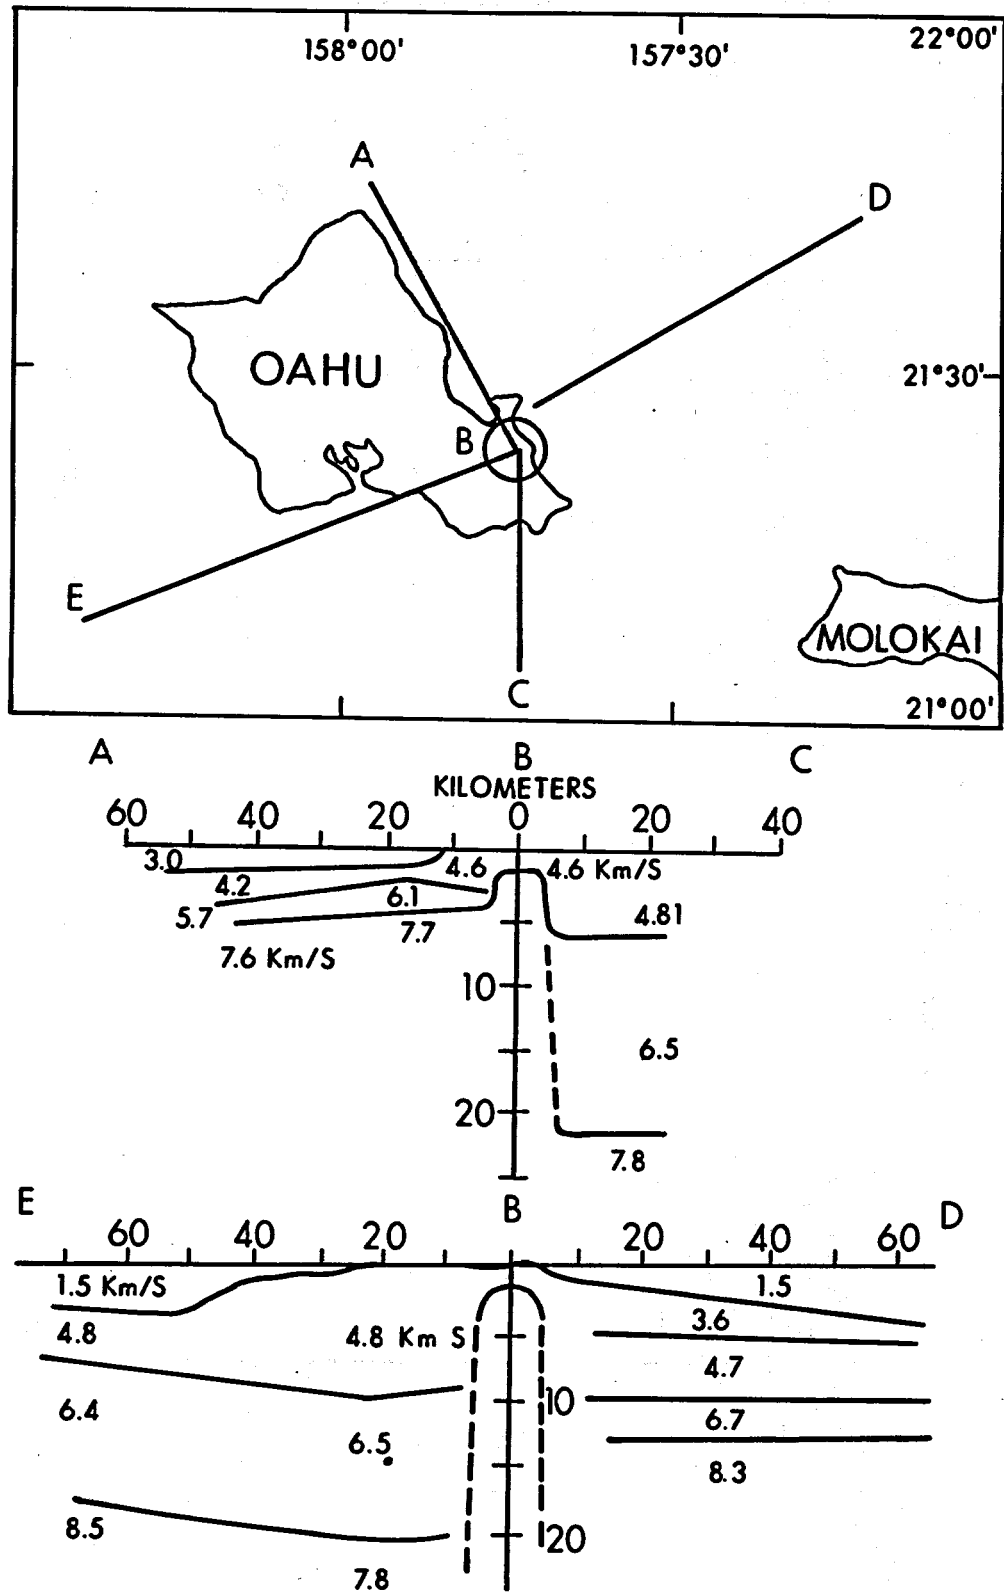 158°00' 157°30' 22°00'
A
D
OAHU
21°30'
B
E
MOLOKAI
C
21°00'
A B C
KILOMETERS
60 40 20 0 20 40
3.0 4.6 4.6 Km/S
4.2 6.1
5.7 7.7 4.81
7.6 Km/S
10
6.5
20
7.8
E B D
60 40 20 20 40 60
1.5 Km/S 1.5
4.8 4.8 Km S 3.6
4.7
6.4 10
6.7
6.5
8.3
8.5 20
7.8